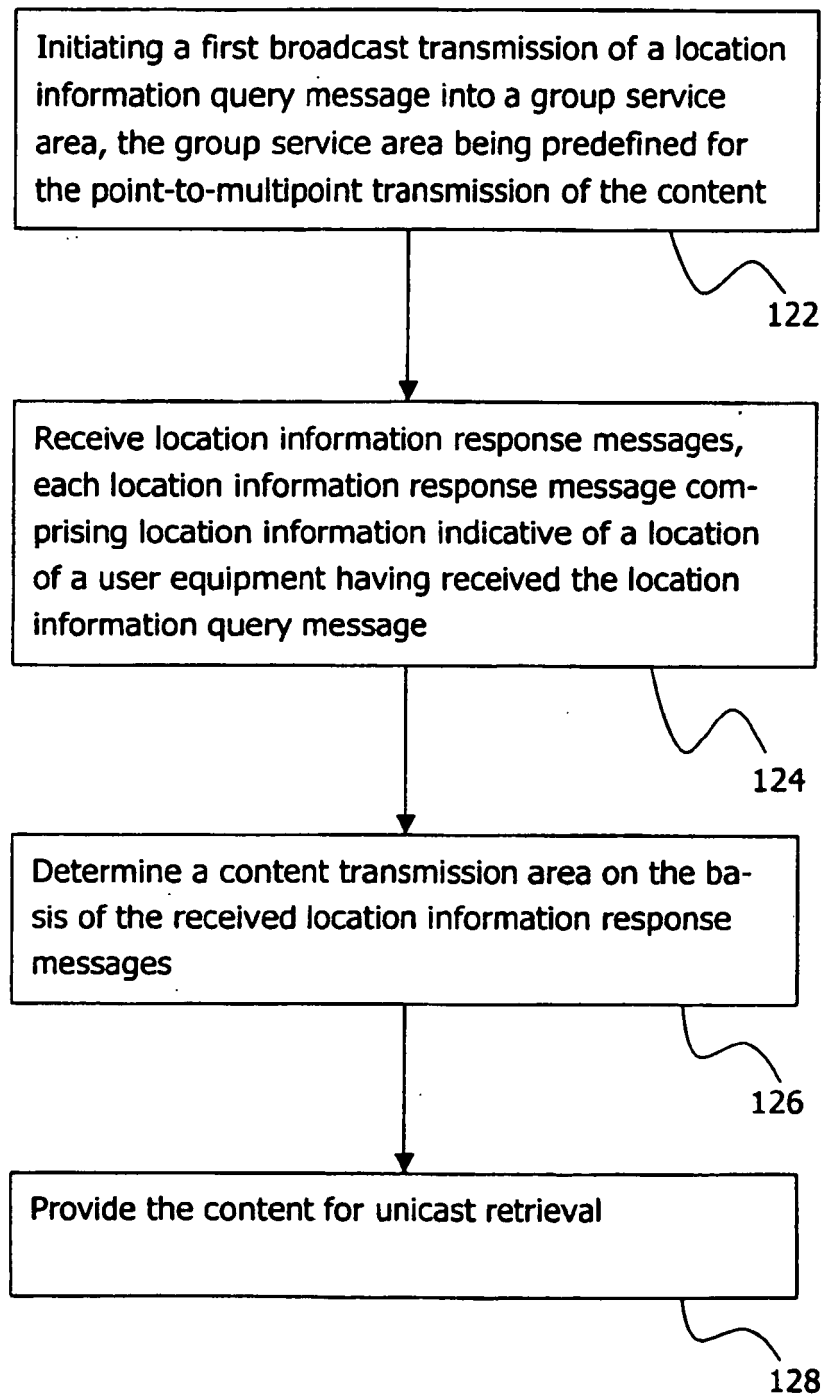 Initiating a first broadcast transmission of a location
information query message into a group service
area, the group service area being predefined for
the point-to-multipoint transmission of the content
122
Receive location information response messages,
each location information response message com-
prising location information indicative of a location
of a user equipment having received the location
information query message
124
Determine a content transmission area on the ba-
sis of the received location information response
messages
126
Provide the content for unicast retrieval
128